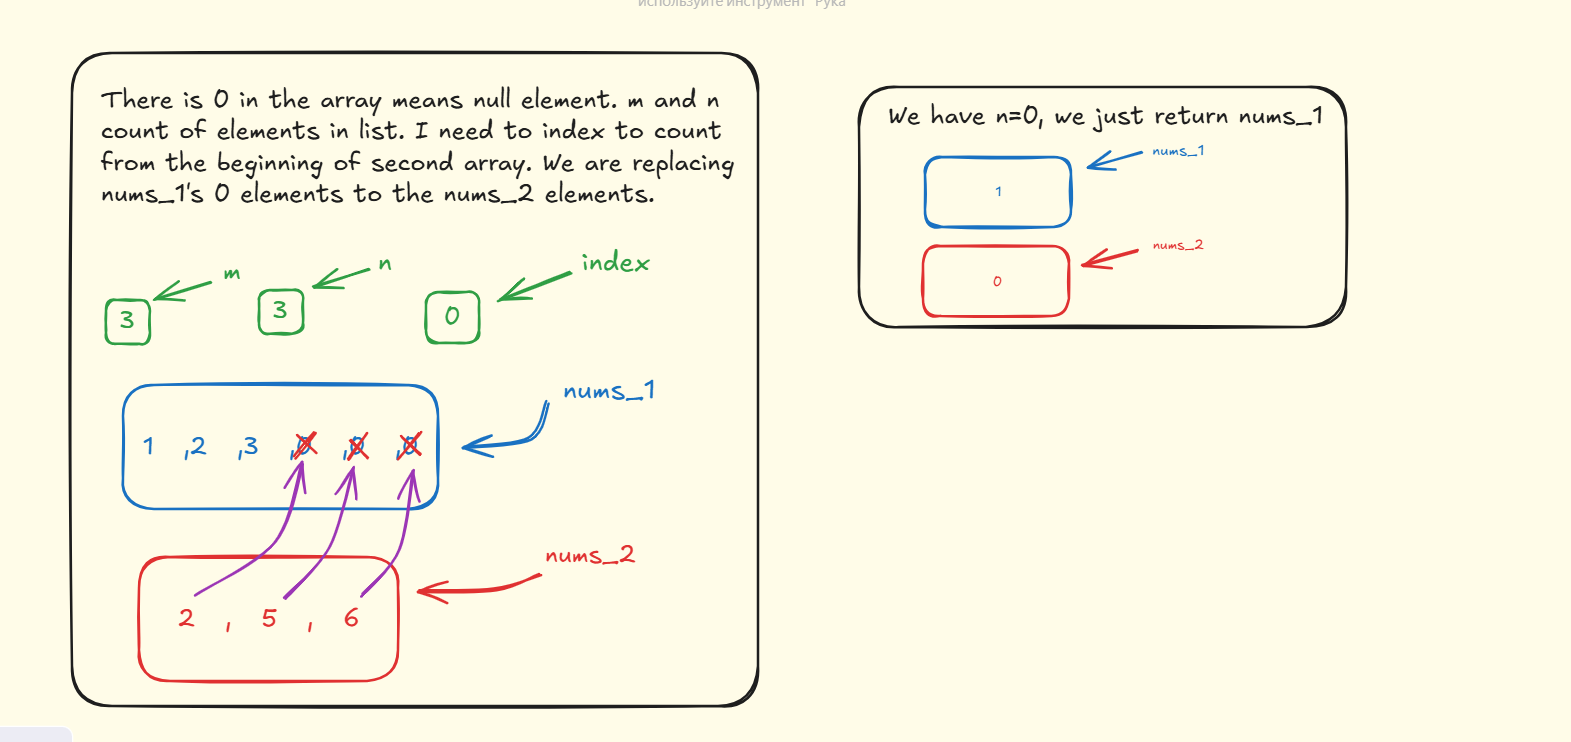 используйте инструмент "Рука"
There is 0 in the array means null element. m and n
count of elements in list. I need to index to count
from the beginning of second array. We are replacing
nums_1's 0 elements to the nums_2 elements.
m
n
index
3
3
0
nums_1
1 ,2 ,3 ,0 ,0 ,0
nums_2
2 , 5 , 6
We have n=0, we just return nums_1
nums_1
1
nums_2
0